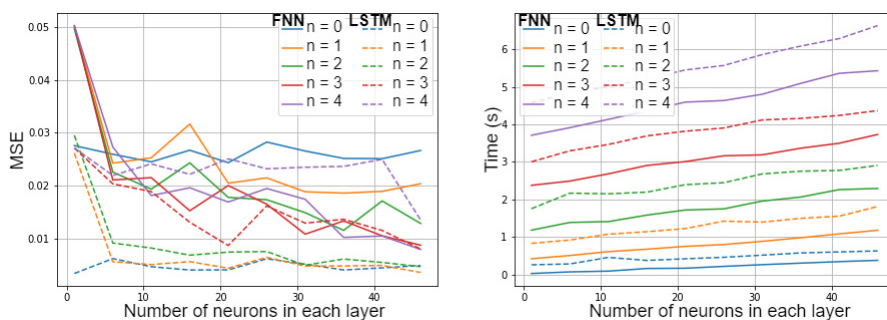 FNN LSTM
n = 0 n = 0
n = 1 n = 1
n = 2 n = 2
n = 3 n = 3
n = 4 n = 4
0.05
0.04
0.03
0.02
0.01
MSE
0 10 20 30 40
Number of neurons in each layer
FNN LSTM
n = 0 n = 0
n = 1 n = 1
n = 2 n = 2
n = 3 n = 3
n = 4 n = 4
6
5
4
3
2
1
0
Time (s)
0 10 20 30 40
Number of neurons in each layer